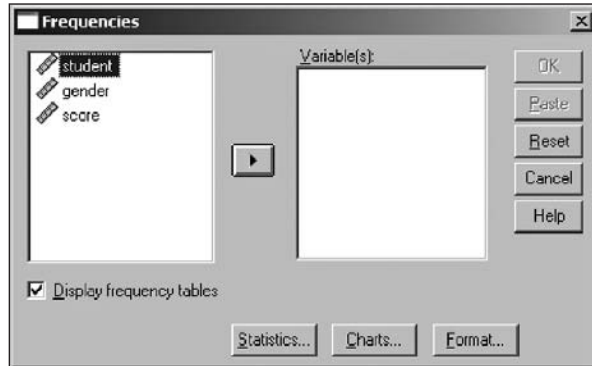 Frequencies
student
gender
score
Variable(s):
OK
Paste
Reset
Cancel
Help
Display frequency tables
Statistics...
Charts...
Format...